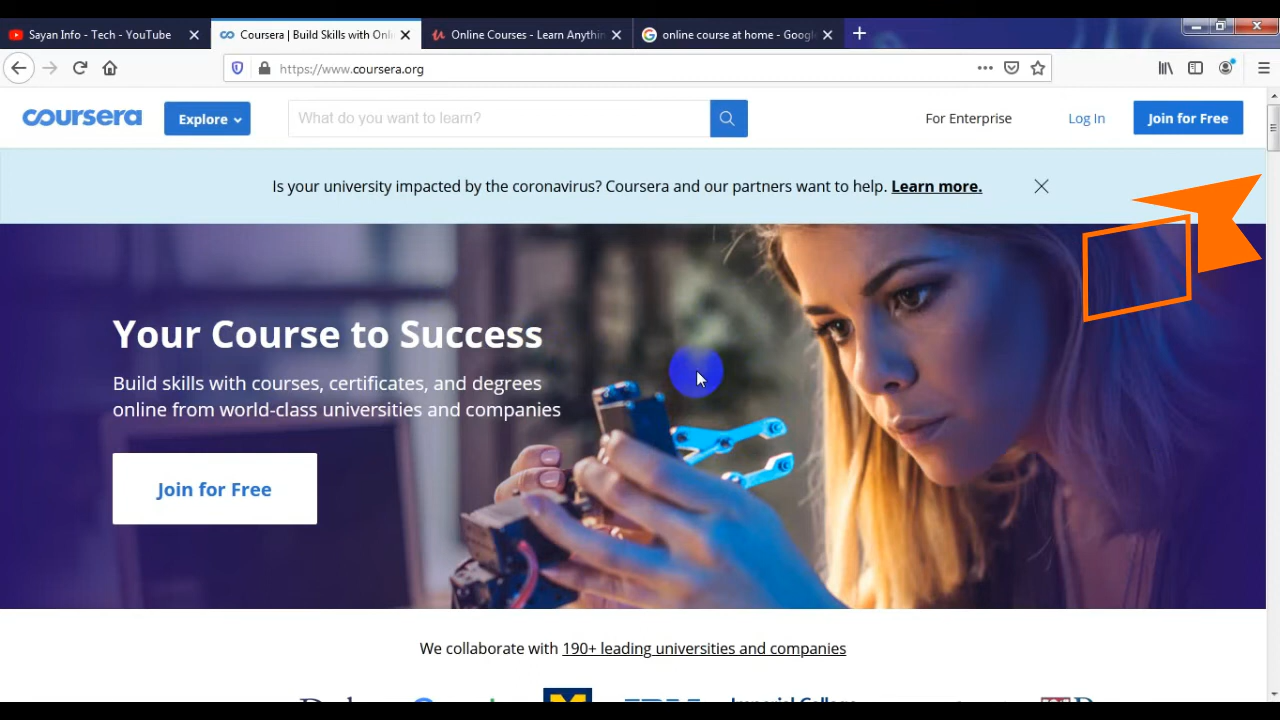 Sayan Info - Tech - YouTube
Coursera | Build Skills with Onli
Online Courses - Learn Anythin
online course at home - Google
https://www.coursera.org
coursera
Explore
What do you want to learn?
For Enterprise
Log In
Join for Free
Is your university impacted by the coronavirus? Coursera and our partners want to help. Learn more.
Your Course to Success
Build skills with courses, certificates, and degrees
online from world-class universities and companies
Join for Free
We collaborate with 190+ leading universities and companies
Imperial College